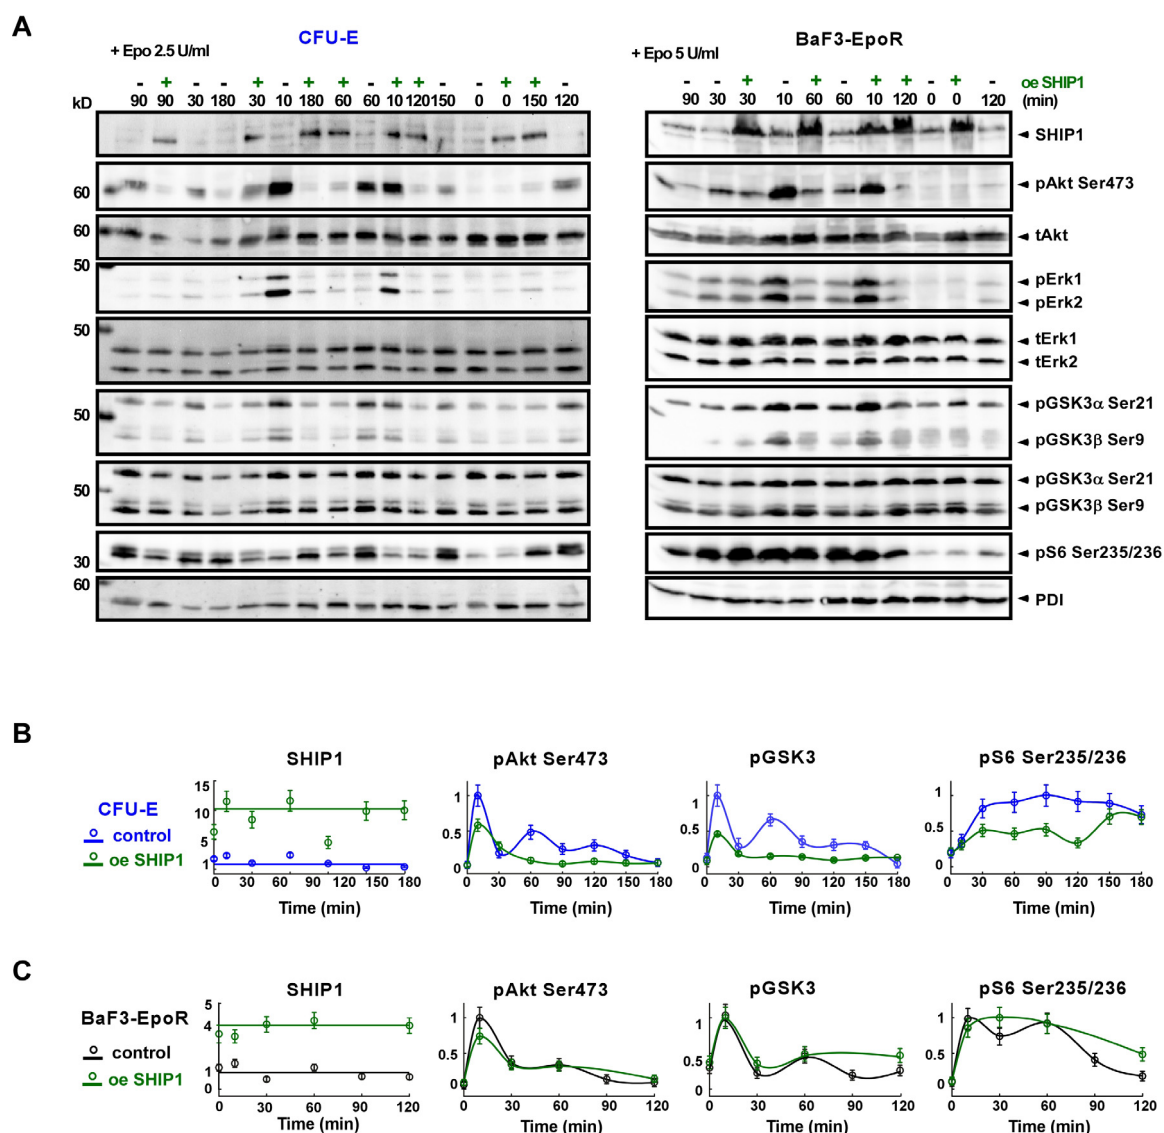 A
CFU-E
BaF3-EpoR
+ Epo 2.5 U/ml
+ Epo 5 U/ml
- + - - + - + + - + + - - + + -
- - + - + - + + - + - oe SHIP1
kD 90 90 30 180 30 10 180 60 60 10 120 150 0 0 150 120
90 30 30 10 60 60 10 120 0 0 120 (min)
SHIP1
60 pAkt Ser473
60 tAkt
50
pErk1
pErk2
50 tErk1
tErk2
50 pGSK3α Ser21
pGSK3β Ser9
50 pGSK3α Ser21
pGSK3β Ser9
30 pS6 Ser235/236
60 PDI
B
SHIP1
pAkt Ser473
pGSK3
pS6 Ser235/236
CFU-E
control
oe SHIP1
15
10
5
1
0 30 60 90 120 150 180
Time (min)
1
0.5
0
0 30 60 90 120 150 180
Time (min)
1
0.5
0
0 30 60 90 120 150 180
Time (min)
1
0.5
0
0 30 60 90 120 150 180
Time (min)
C
SHIP1
pAkt Ser473
pGSK3
pS6 Ser235/236
BaF3-EpoR
control
oe SHIP1
5
4
1
0
0 30 60 90 120
Time (min)
1
0.5
0
0 30 60 90 120
Time (min)
1
0.5
0
0 30 60 90 120
Time (min)
1
0.5
0
0 30 60 90 120
Time (min)